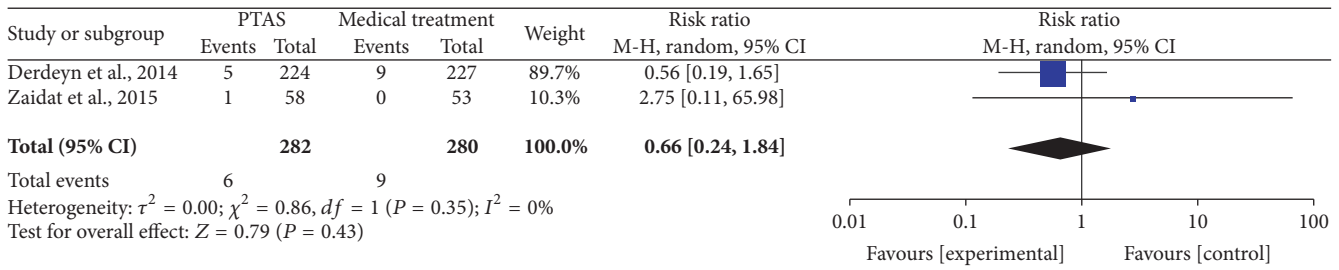 Study or subgroup PTAS Medical treatment Weight Risk ratio Risk ratio
Events Total Events Total M-H, random, 95% CI M-H, random, 95% CI
Derdeyn et al., 2014 5 224 9 227 89.7% 0.56 [0.19, 1.65]
Zaidat et al., 2015 1 58 0 53 10.3% 2.75 [0.11, 65.98]
Total (95% CI) 282 280 100.0% 0.66 [0.24, 1.84]
Total events 6 9
Heterogeneity: τ² = 0.00; χ² = 0.86, df = 1 (P = 0.35); I² = 0%
Test for overall effect: Z = 0.79 (P = 0.43)
0.01 0.1 1 10 100
Favours [experimental] Favours [control]